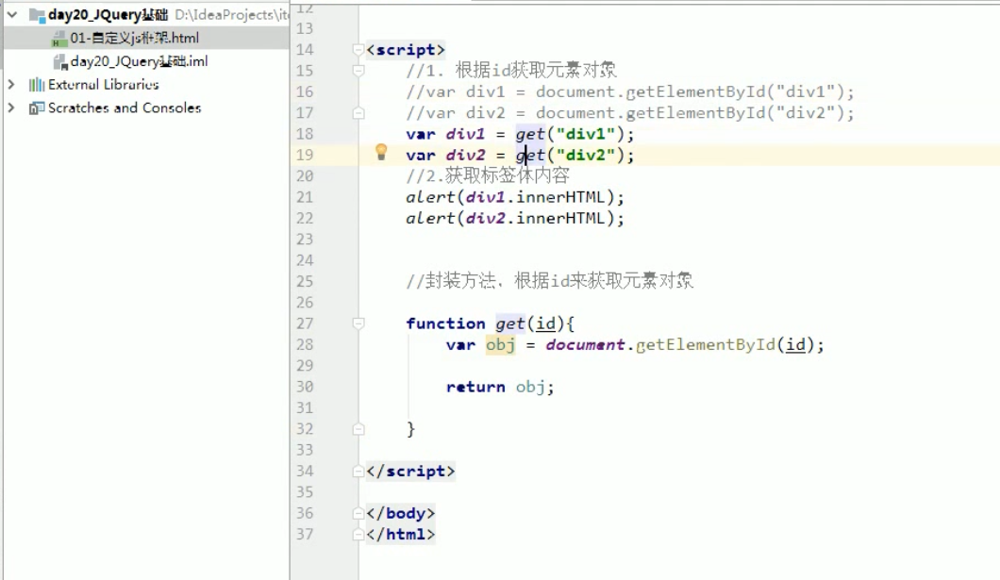 day20_JQuery基础 D:\IdeaProjects\it
01-自定义js框架.html
day20_JQuery基础.iml
External Libraries
Scratches and Consoles
12
13
14 <script>
15 //1. 根据id获取元素对象
16 //var div1 = document.getElementById("div1");
17 //var div2 = document.getElementById("div2");
18 var div1 = get("div1");
19 var div2 = get("div2");
20 //2.获取标签体内容
21 alert(div1.innerHTML);
22 alert(div2.innerHTML);
23
24
25 //封装方法．根据id来获取元素对象
26
27 function get(id){
28 var obj = document.getElementById(id);
29
30 return obj;
31
32 }
33
34 </script>
35
36 </body>
37 </html>